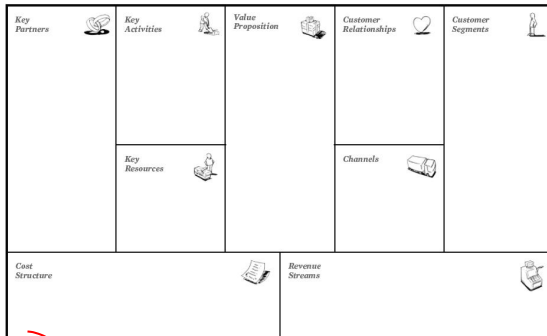 Key
Partners
Key
Activities
Value
Proposition
Customer
Relationships
Customer
Segments
Key
Resources
Channels
Cost
Structure
Revenue
Streams